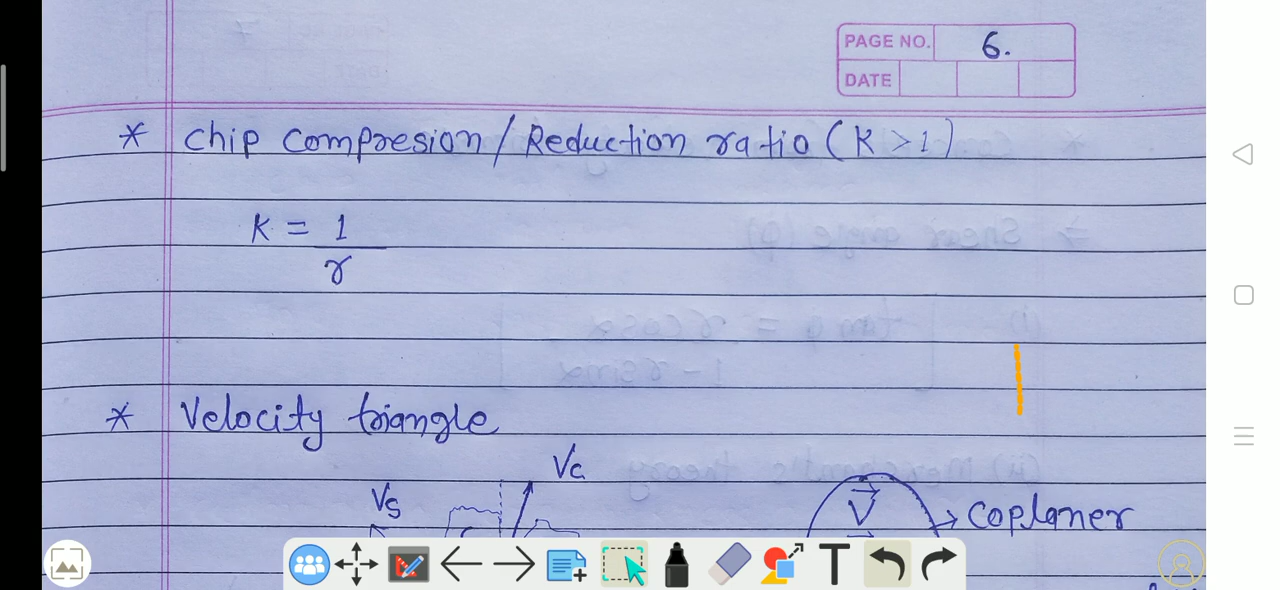 PAGE NO. 6.
DATE
* Chip compresion / Reduction ratio ( K > 1 )
K = 1
r
* Velocity triangle
Vc
Vs
V
coplaner
T